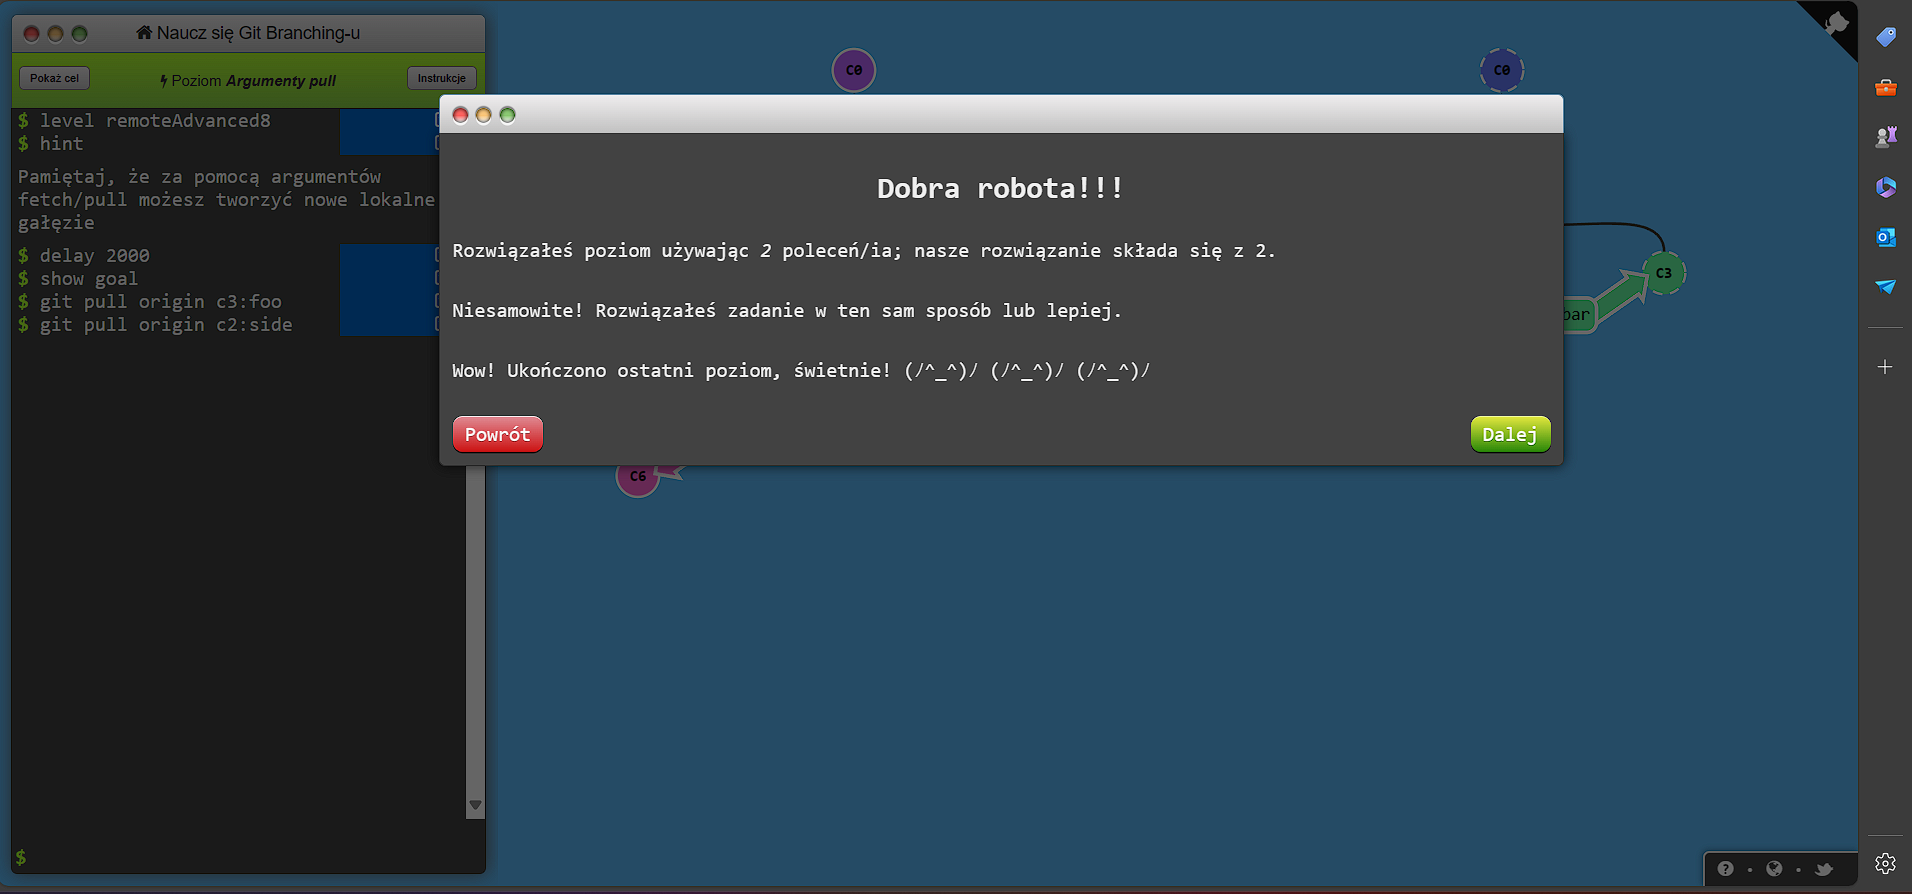 Naucz się Git Branching-u
Pokaż cel
Poziom Argumenty pull
Instrukcje
$ level remoteAdvanced8
$ hint
Pamiętaj, że za pomocą argumentów
fetch/pull możesz tworzyć nowe lokalne
gałęzie
$ delay 2000
$ show goal
$ git pull origin c3:foo
$ git pull origin c2:side
$
C0
C0
Dobra robota!!!
Rozwiązałeś poziom używając 2 poleceń/ia; nasze rozwiązanie składa się z 2.
Niesamowite! Rozwiązałeś zadanie w ten sam sposób lub lepiej.
Wow! Ukończono ostatni poziom, świetnie! (/^_^)/ (/^_^)/ (/^_^)/
Powrót
Dalej
C3
bar
C6